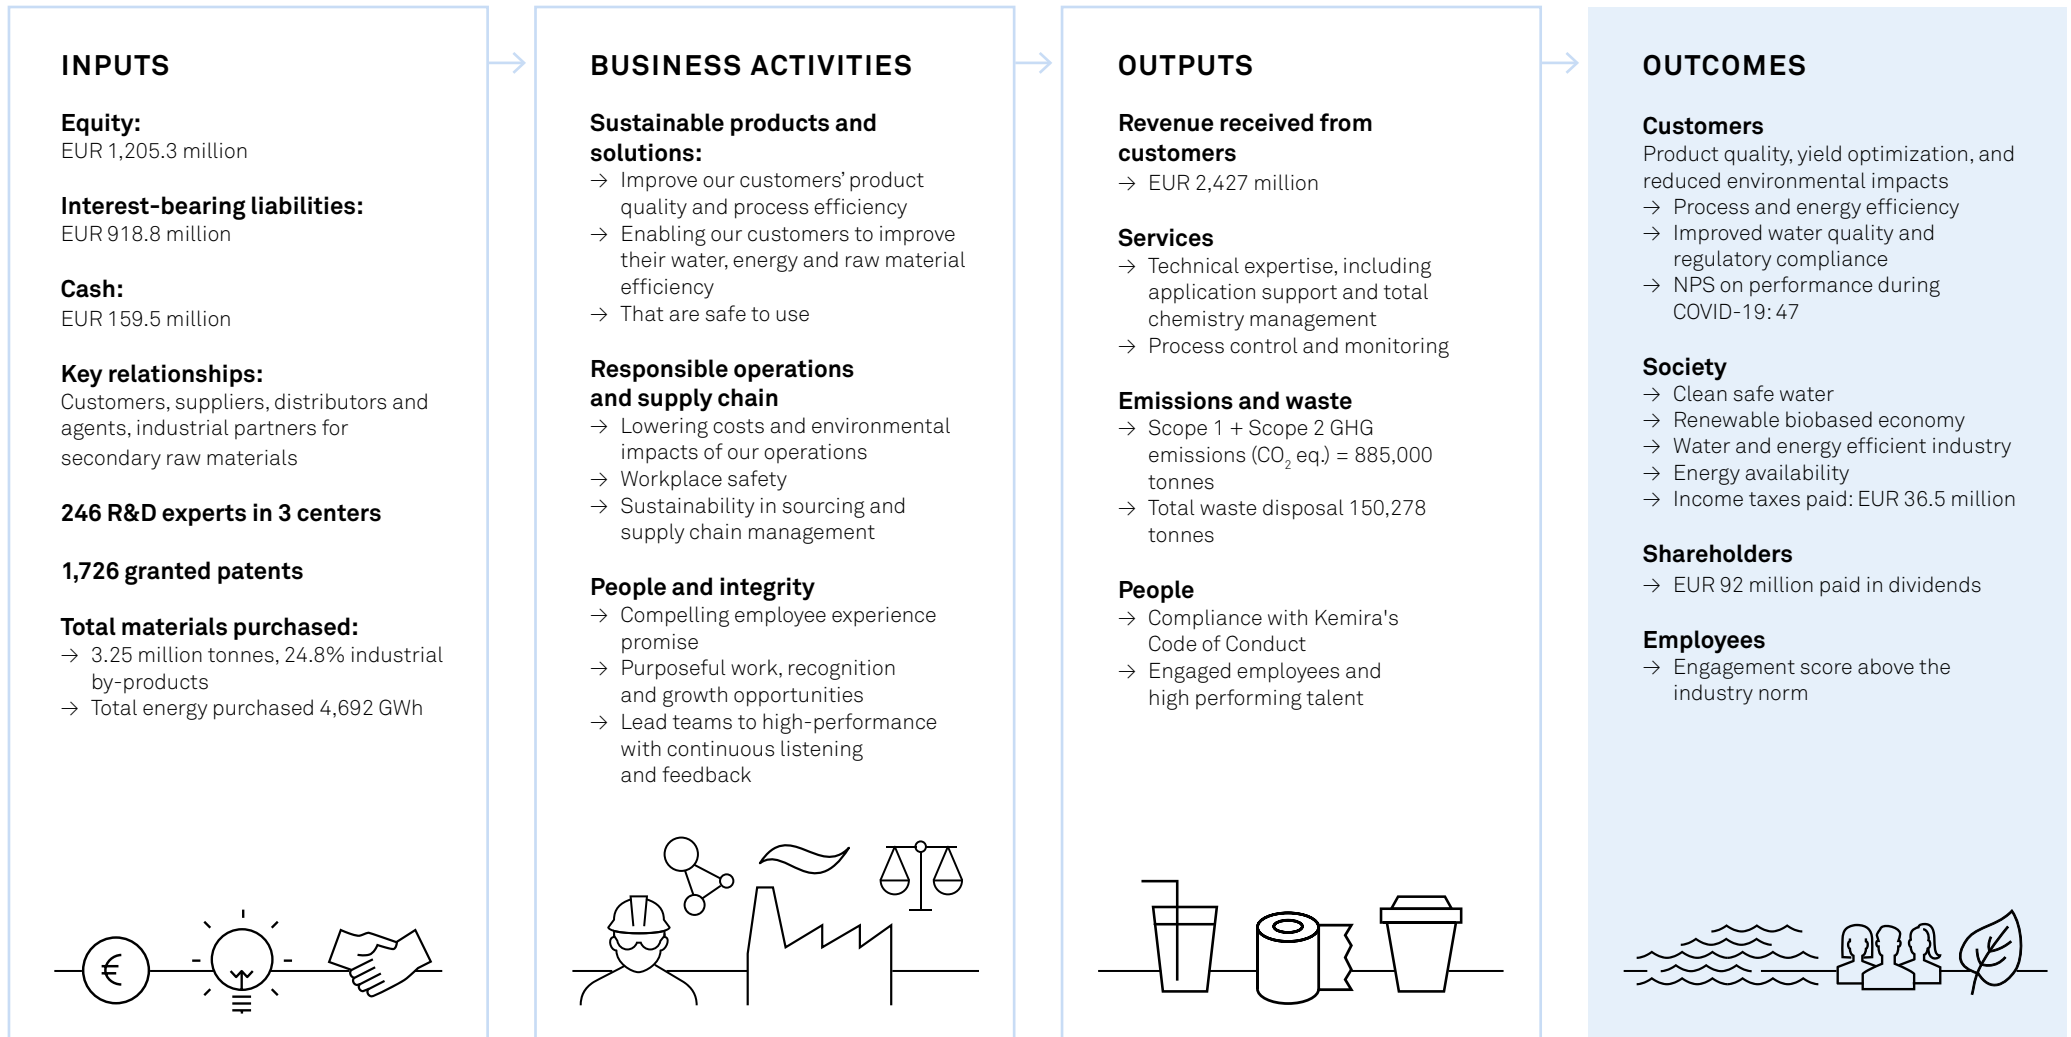 INPUTS
Equity:
EUR 1,205.3 million
Interest-bearing liabilities:
EUR 918.8 million
Cash:
EUR 159.5 million
Key relationships:
Customers, suppliers, distributors and
agents, industrial partners for
secondary raw materials
246 R&D experts in 3 centers
1,726 granted patents
Total materials purchased:
→ 3.25 million tonnes, 24.8% industrial
by-products
→ Total energy purchased 4,692 GWh
€
BUSINESS ACTIVITIES
Sustainable products and
solutions:
→ Improve our customers’ product
quality and process efficiency
→ Enabling our customers to improve
their water, energy and raw material
efficiency
→ That are safe to use
Responsible operations
and supply chain
→ Lowering costs and environmental
impacts of our operations
→ Workplace safety
→ Sustainability in sourcing and
supply chain management
People and integrity
→ Compelling employee experience
promise
→ Purposeful work, recognition
and growth opportunities
→ Lead teams to high-performance
with continuous listening
and feedback
OUTPUTS
Revenue received from
customers
→ EUR 2,427 million
Services
→ Technical expertise, including
application support and total
chemistry management
→ Process control and monitoring
Emissions and waste
→ Scope 1 + Scope 2 GHG
emissions (CO₂ eq.) = 885,000
tonnes
→ Total waste disposal 150,278
tonnes
People
→ Compliance with Kemira's
Code of Conduct
→ Engaged employees and
high performing talent
OUTCOMES
Customers
Product quality, yield optimization, and
reduced environmental impacts
→ Process and energy efficiency
→ Improved water quality and
regulatory compliance
→ NPS on performance during
COVID-19: 47
Society
→ Clean safe water
→ Renewable biobased economy
→ Water and energy efficient industry
→ Energy availability
→ Income taxes paid: EUR 36.5 million
Shareholders
→ EUR 92 million paid in dividends
Employees
→ Engagement score above the
industry norm